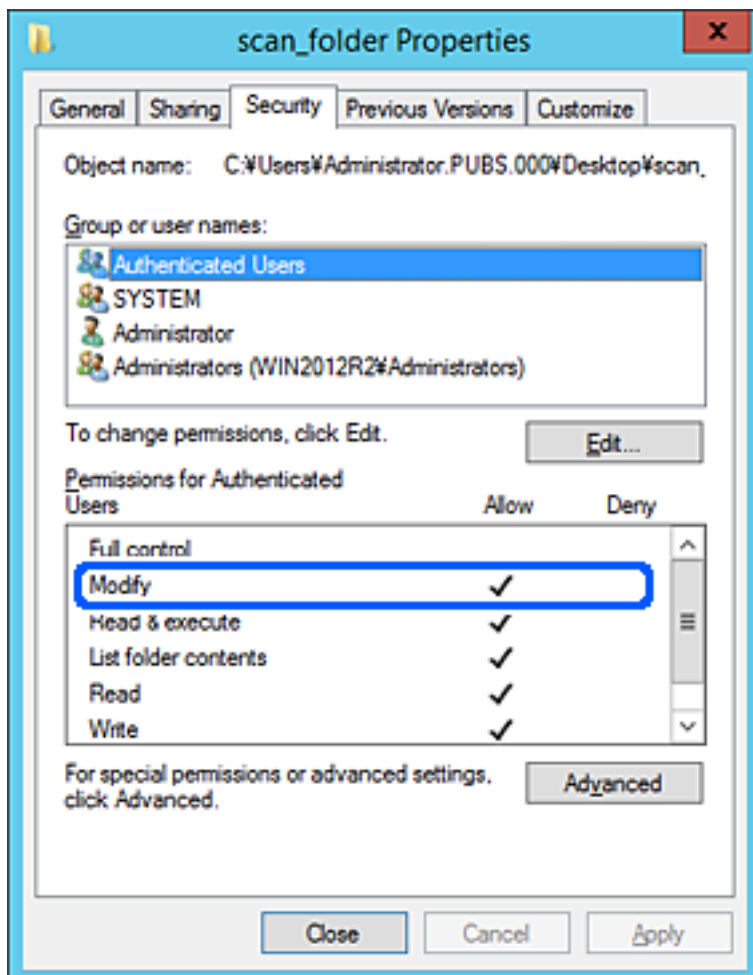 scan_folder Properties
x
General Sharing Security Previous Versions Customize
Object name: C:¥Users¥Administrator.PUBS.000¥Desktop¥scan_
Group or user names:
Authenticated Users
SYSTEM
Administrator
Administrators (WIN2012R2¥Administrators)
To change permissions, click Edit.
Edit...
Permissions for Authenticated
Users Allow Deny
Full control
Modify
Read & execute
List folder contents
Read
Write
For special permissions or advanced settings,
click Advanced.
Advanced
Close Cancel Apply